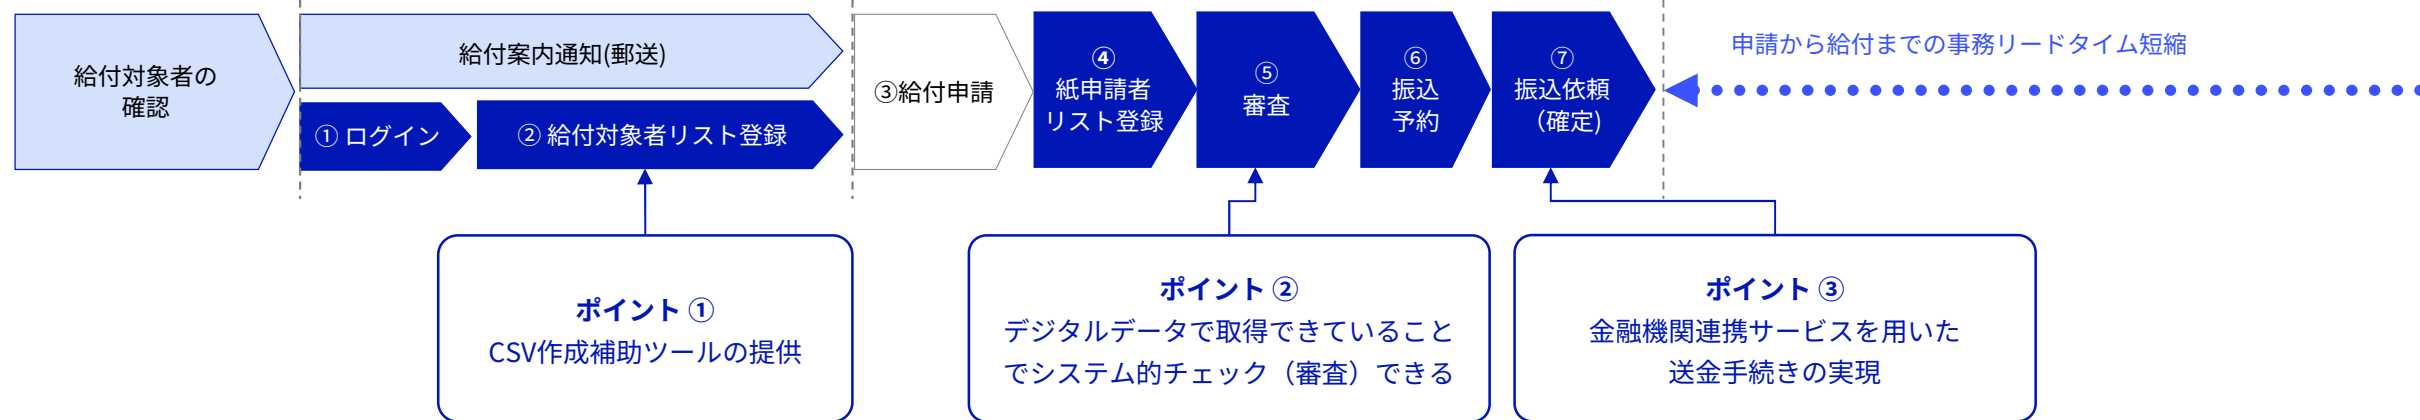 給付対象者の
確認
給付案内通知(郵送)
① ログイン
② 給付対象者リスト登録
③給付申請
④
紙申請者
リスト登録
⑤
審査
⑥
振込
予約
⑦
振込依頼
（確定)
申請から給付までの事務リードタイム短縮
ポイント ①
CSV作成補助ツールの提供
ポイント ②
デジタルデータで取得できていること
でシステム的チェック（審査）できる
ポイント ③
金融機関連携サービスを用いた
送金手続きの実現